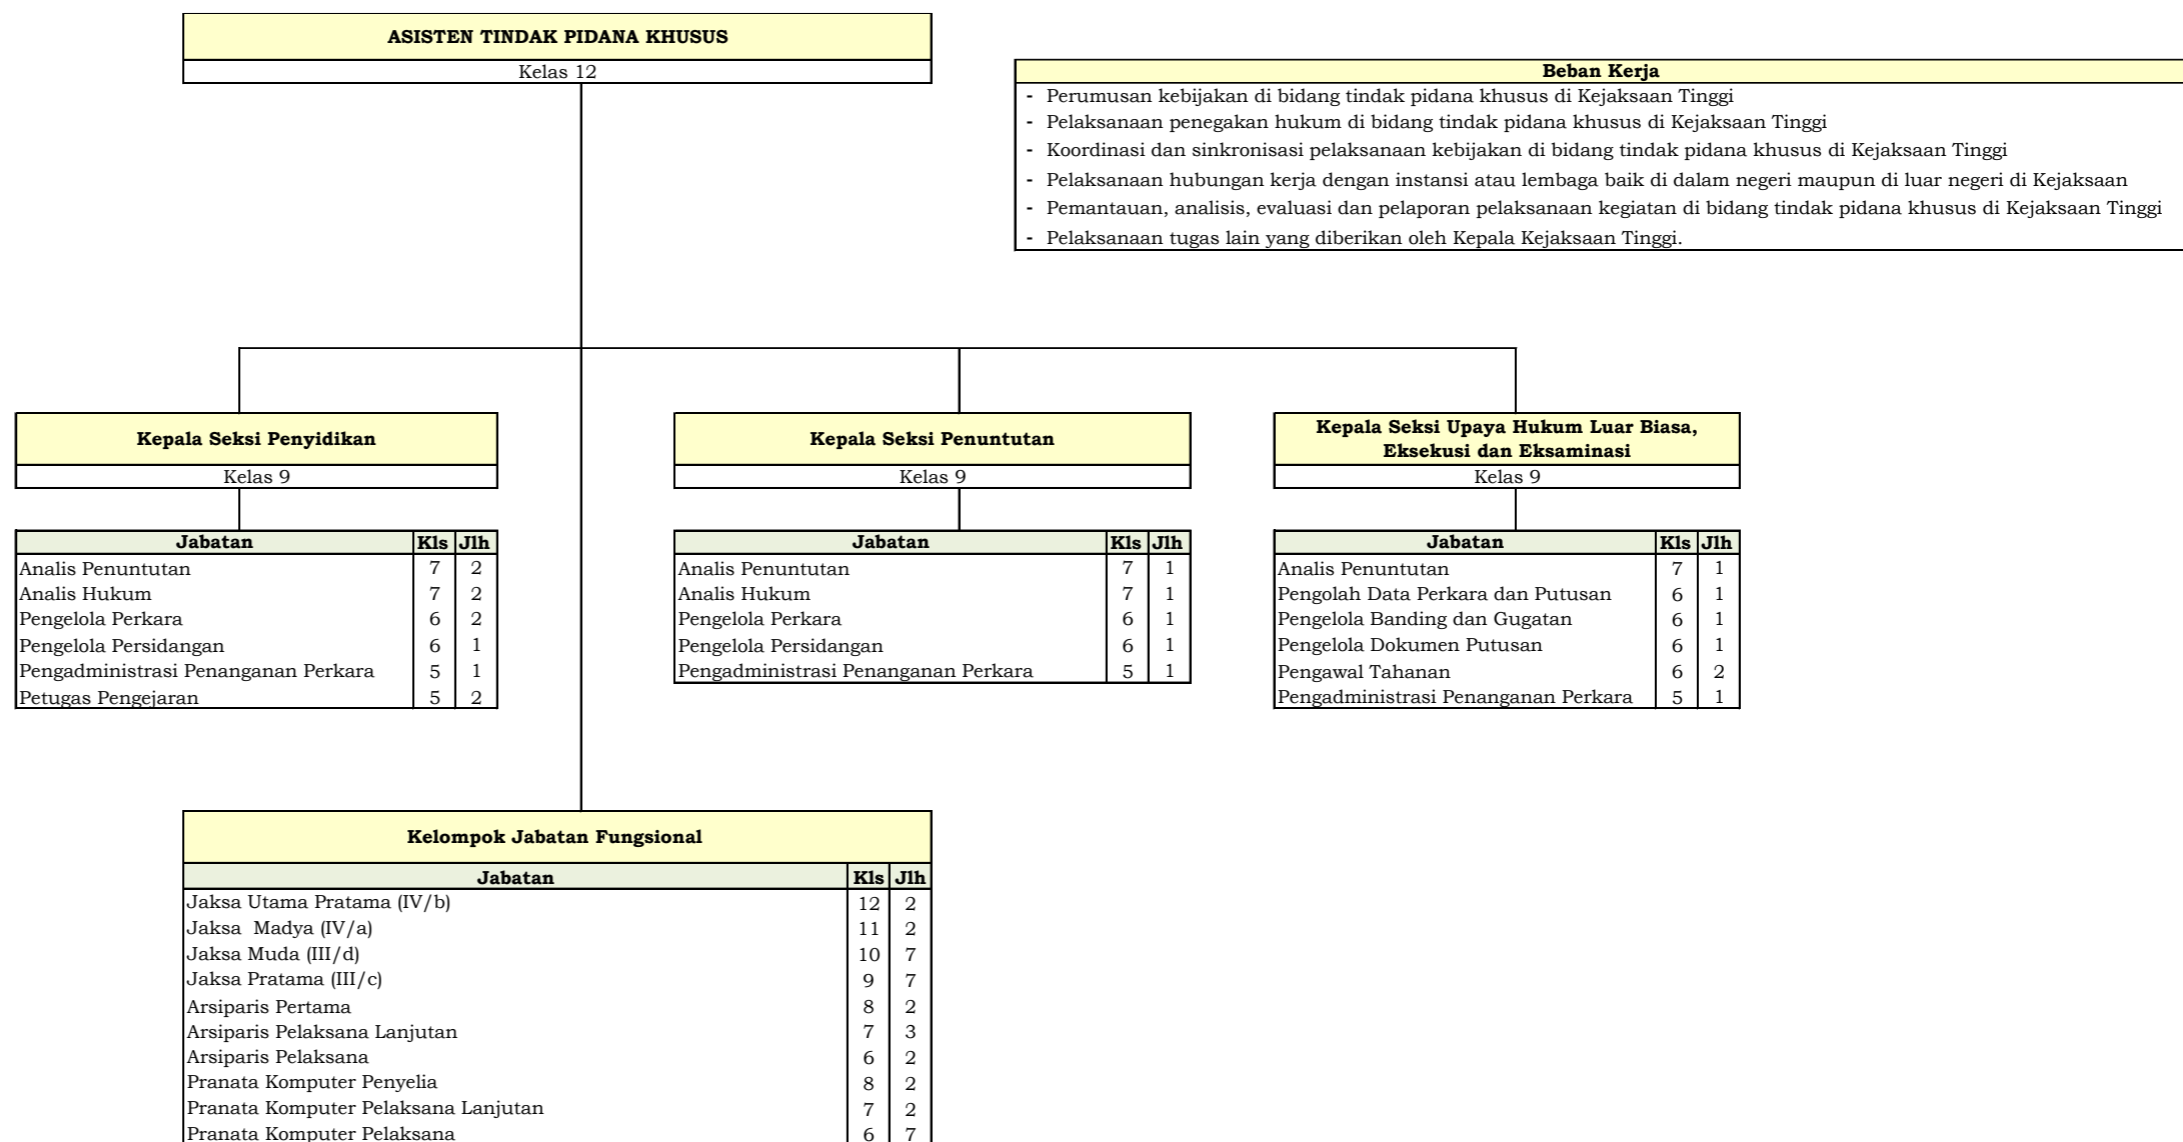 ASISTEN TINDAK PIDANA KHUSUS
Kelas 12
Beban Kerja
- Perumusan kebijakan di bidang tindak pidana khusus di Kejaksaan Tinggi
- Pelaksanaan penegakan hukum di bidang tindak pidana khusus di Kejaksaan Tinggi
- Koordinasi dan sinkronisasi pelaksanaan kebijakan di bidang tindak pidana khusus di Kejaksaan Tinggi
- Pelaksanaan hubungan kerja dengan instansi atau lembaga baik di dalam negeri maupun di luar negeri di Kejaksaan
- Pemantauan, analisis, evaluasi dan pelaporan pelaksanaan kegiatan di bidang tindak pidana khusus di Kejaksaan Tinggi
- Pelaksanaan tugas lain yang diberikan oleh Kepala Kejaksaan Tinggi.
Kepala Seksi Penyidikan
Kelas 9
Jabatan Kls Jlh
Analis Penuntutan 7 2
Analis Hukum 7 2
Pengelola Perkara 6 2
Pengelola Persidangan 6 1
Pengadministrasi Penanganan Perkara 5 1
Petugas Pengejaran 5 2
Kepala Seksi Penuntutan
Kelas 9
Jabatan Kls Jlh
Analis Penuntutan 7 1
Analis Hukum 7 1
Pengelola Perkara 6 1
Pengelola Persidangan 6 1
Pengadministrasi Penanganan Perkara 5 1
Kepala Seksi Upaya Hukum Luar Biasa,
Eksekusi dan Eksaminasi
Kelas 9
Jabatan Kls Jlh
Analis Penuntutan 7 1
Pengolah Data Perkara dan Putusan 6 1
Pengelola Banding dan Gugatan 6 1
Pengelola Dokumen Putusan 6 1
Pengawal Tahanan 6 2
Pengadministrasi Penanganan Perkara 5 1
Kelompok Jabatan Fungsional
Jabatan Kls Jlh
Jaksa Utama Pratama (IV/b) 12 2
Jaksa  Madya (IV/a) 11 2
Jaksa Muda (III/d) 10 7
Jaksa Pratama (III/c) 9 7
Arsiparis Pertama 8 2
Arsiparis Pelaksana Lanjutan 7 3
Arsiparis Pelaksana 6 2
Pranata Komputer Penyelia 8 2
Pranata Komputer Pelaksana Lanjutan 7 2
Pranata Komputer Pelaksana 6 7